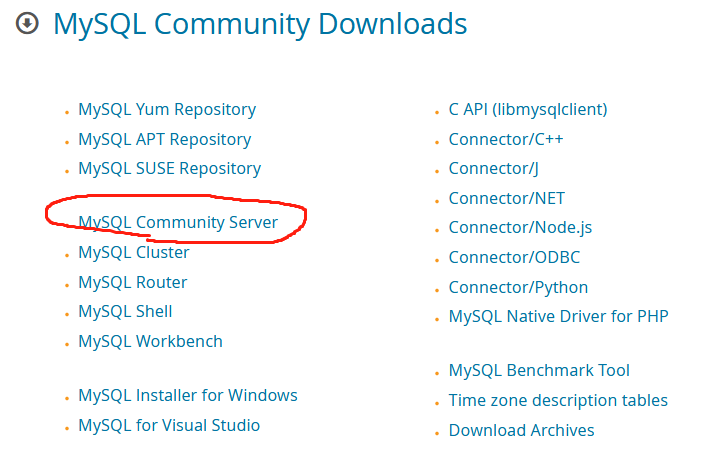 MySQL Community Downloads
MySQL Yum Repository
MySQL APT Repository
MySQL SUSE Repository
MySQL Community Server
MySQL Cluster
MySQL Router
MySQL Shell
MySQL Workbench
MySQL Installer for Windows
MySQL for Visual Studio
C API (libmysqlclient)
Connector/C++
Connector/J
Connector/NET
Connector/Node.js
Connector/ODBC
Connector/Python
MySQL Native Driver for PHP
MySQL Benchmark Tool
Time zone description tables
Download Archives